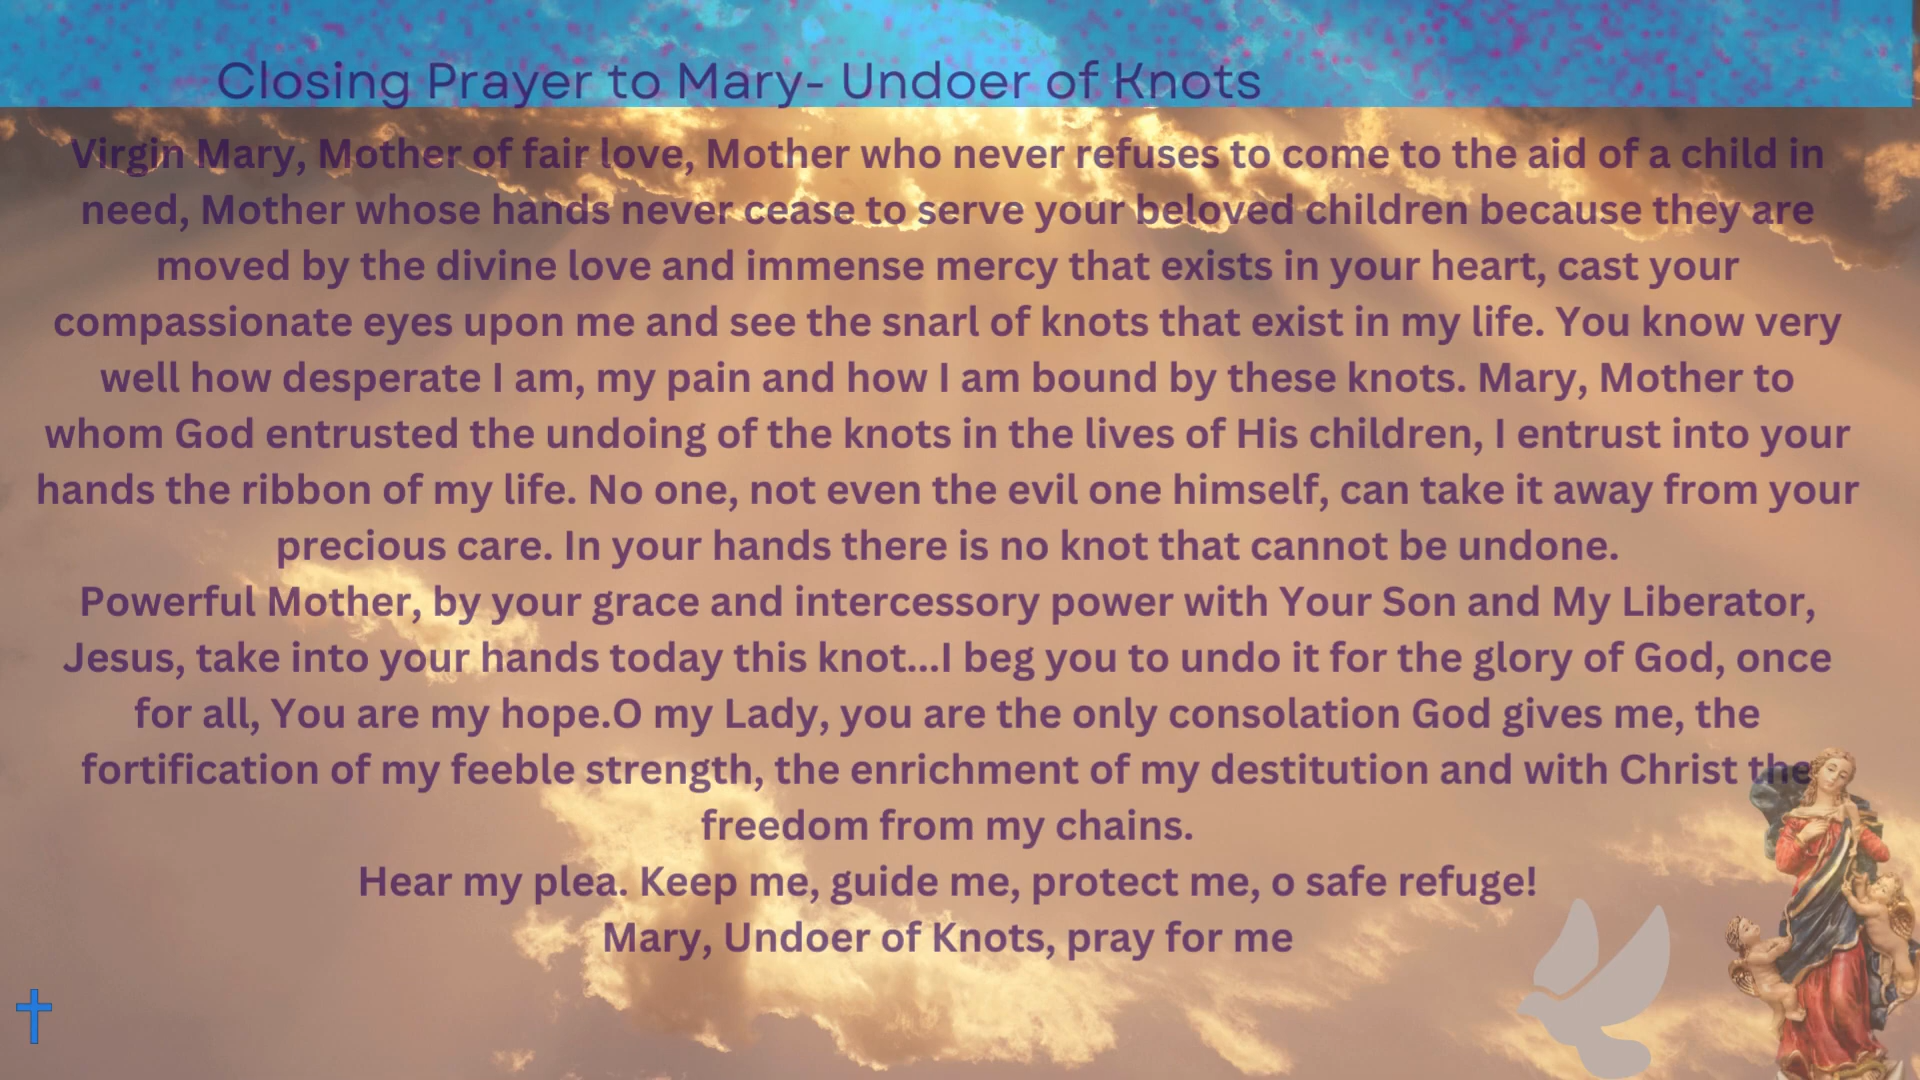 Closing Prayer to Mary- Undoer of Knots
Virgin Mary, Mother of fair love, Mother who never refuses to come to the aid of a child in
need, Mother whose hands never cease to serve your beloved children because they are
moved by the divine love and immense mercy that exists in your heart, cast your
compassionate eyes upon me and see the snarl of knots that exist in my life. You know very
well how desperate I am, my pain and how I am bound by these knots. Mary, Mother to
whom God entrusted the undoing of the knots in the lives of His children, I entrust into your
hands the ribbon of my life. No one, not even the evil one himself, can take it away from your
precious care. In your hands there is no knot that cannot be undone.
Powerful Mother, by your grace and intercessory power with Your Son and My Liberator,
Jesus, take into your hands today this knot...I beg you to undo it for the glory of God, once
for all, You are my hope.O my Lady, you are the only consolation God gives me, the
fortification of my feeble strength, the enrichment of my destitution and with Christ the
freedom from my chains.
Hear my plea. Keep me, guide me, protect me, o safe refuge!
Mary, Undoer of Knots, pray for me